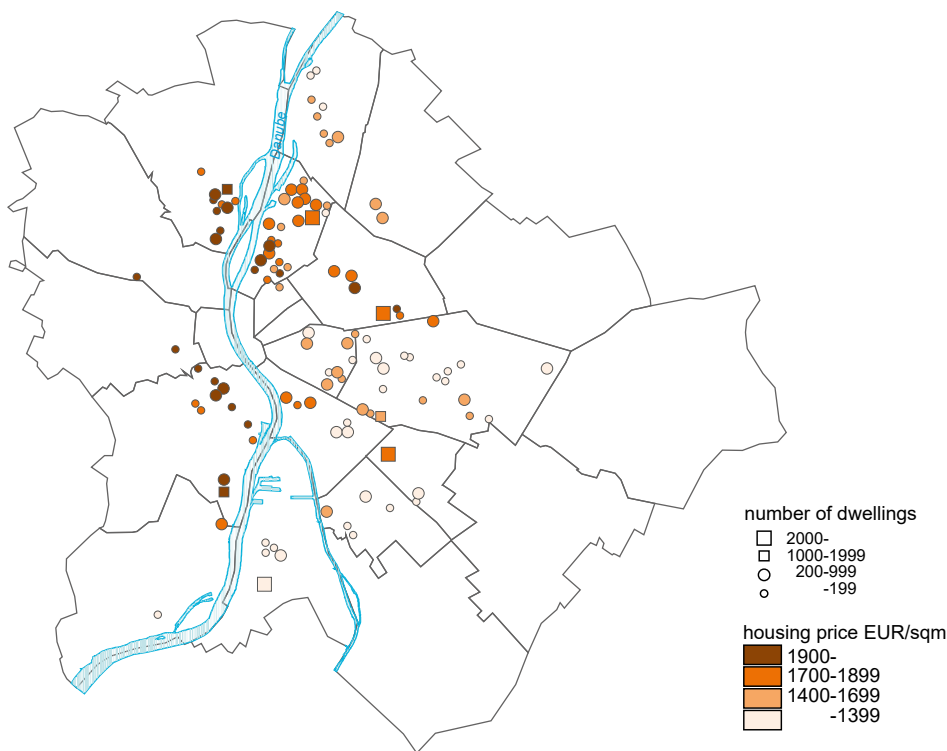 Danube
number of dwellings
2000-
1000-1999
200-999
-199
housing price EUR/sqm
1900-
1700-1899
1400-1699
-1399